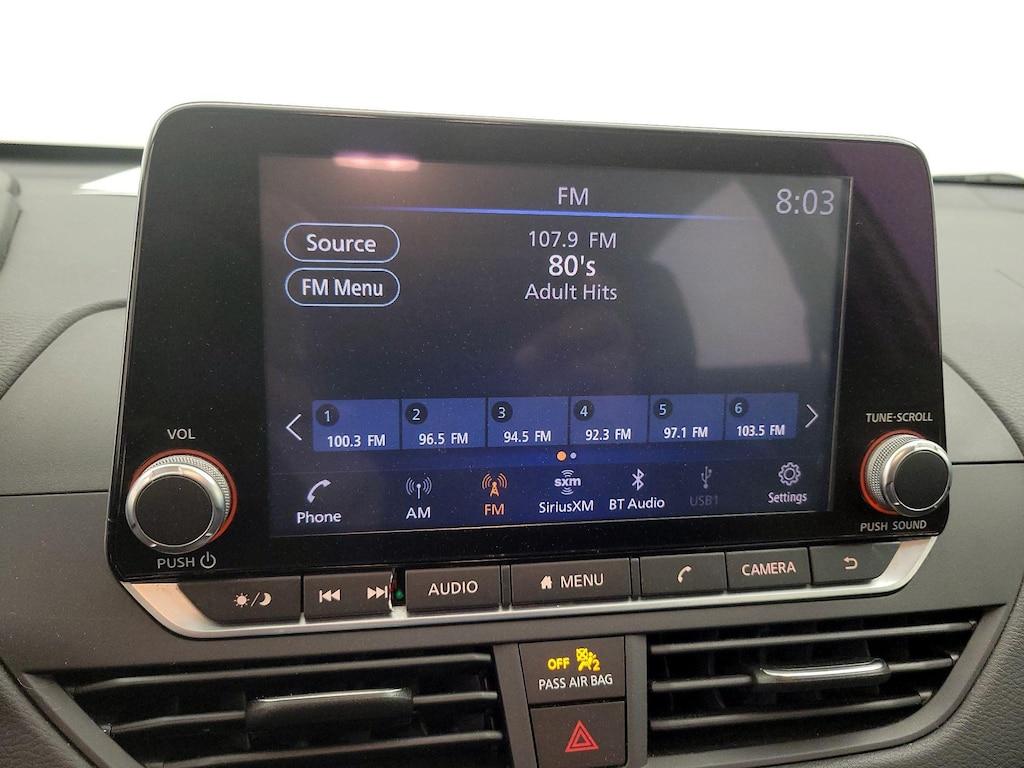 FM
8:03
Source
107.9 FM
80's
FM Menu
Adult Hits
1 2 3 4 5 6
100.3 FM 96.5 FM 94.5 FM 92.3 FM 97.1 FM 103.5 FM
VOL
TUNE·SCROLL
sxm
Phone AM FM SiriusXM BT Audio USB1 Settings
PUSH
PUSH SOUND
AUDIO MENU CAMERA
OFF 2
PASS AIR BAG